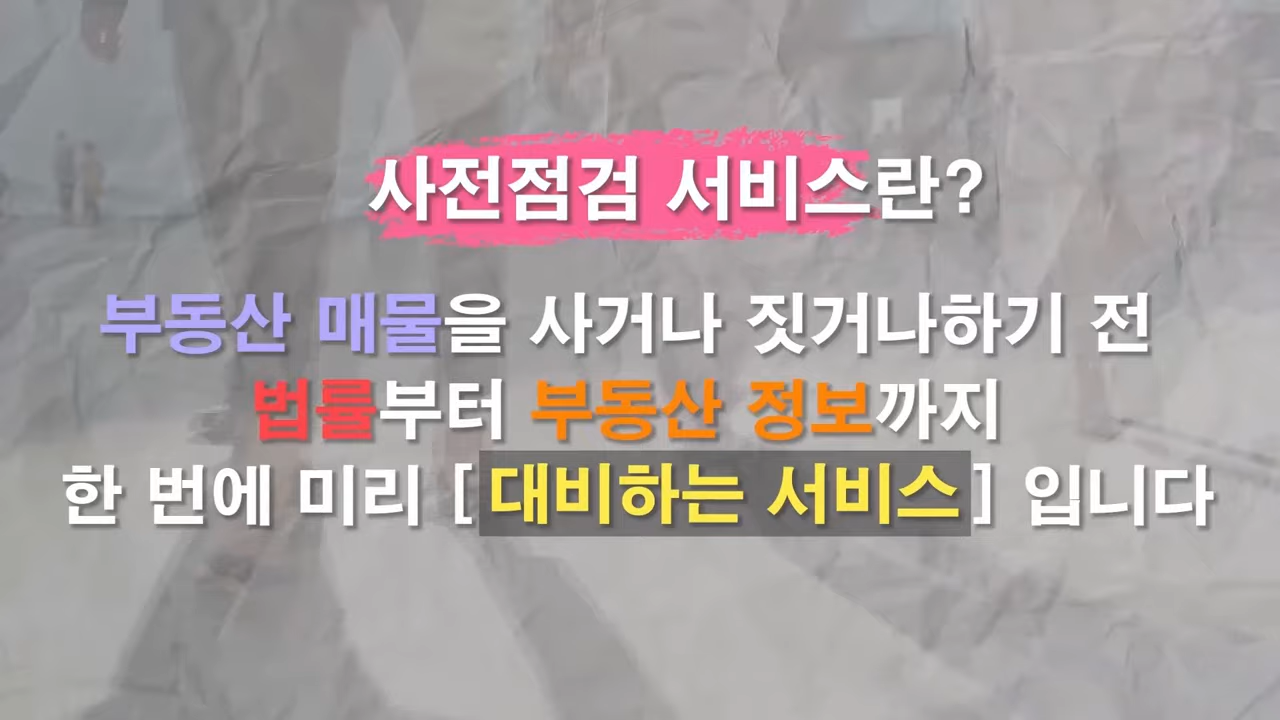 사전점검 서비스란?
부동산 매물을 사거나 짓거나하기 전
법률부터 부동산 정보까지
한 번에 미리 [대비하는 서비스] 입니다